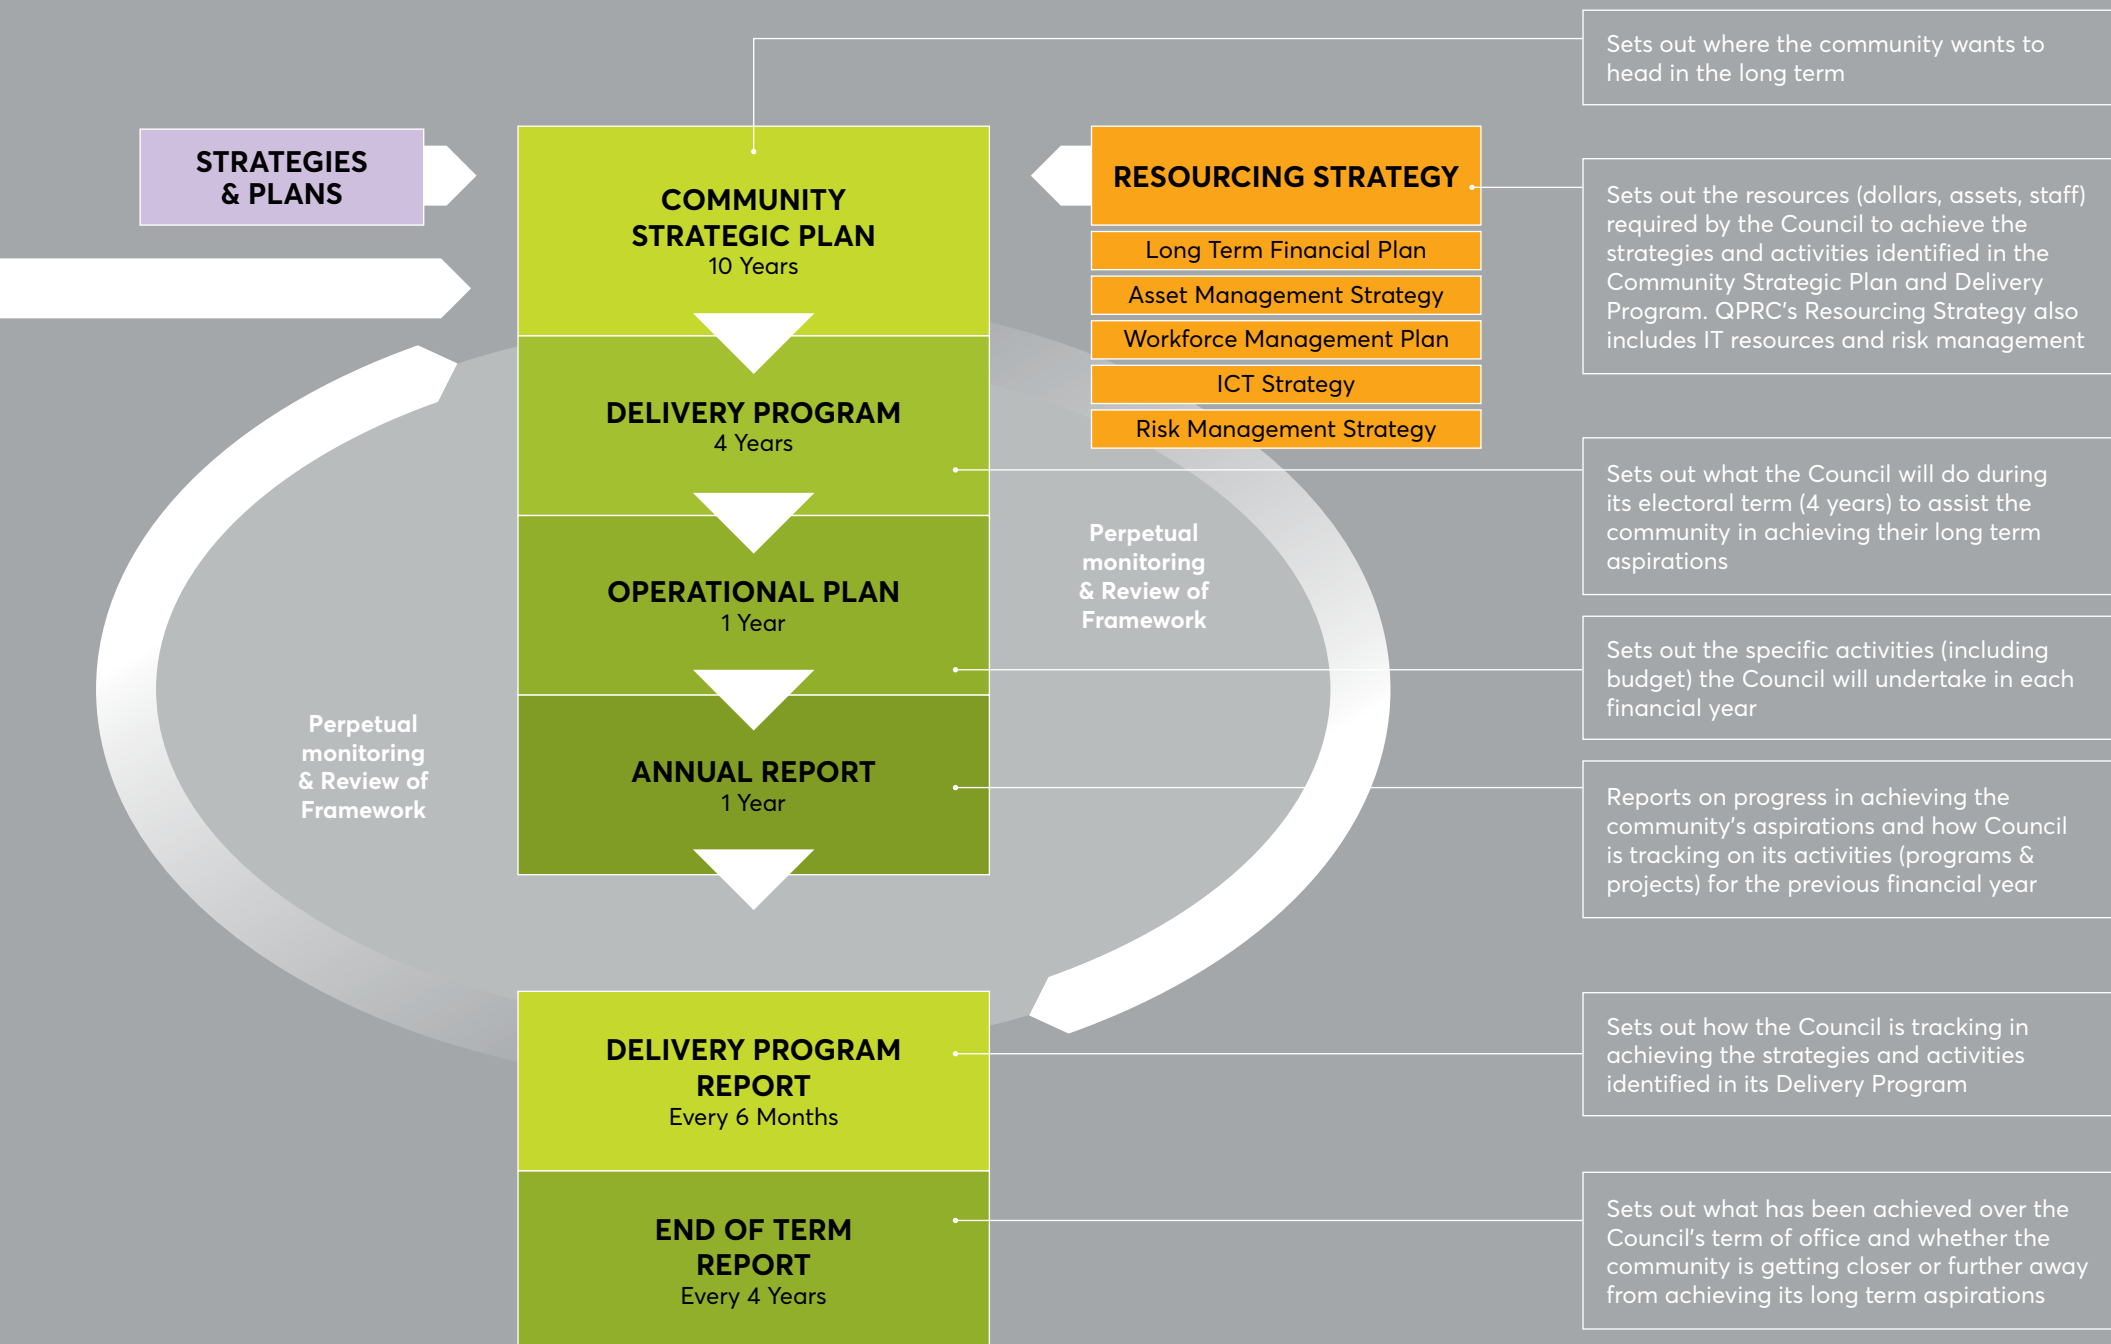 STRATEGIES
& PLANS
COMMUNITY
STRATEGIC PLAN
10 Years
DELIVERY PROGRAM
4 Years
OPERATIONAL PLAN
1 Year
ANNUAL REPORT
1 Year
DELIVERY PROGRAM
REPORT
Every 6 Months
END OF TERM
REPORT
Every 4 Years
Perpetual
monitoring
& Review of
Framework
RESOURCING STRATEGY
Long Term Financial Plan
Asset Management Strategy
Workforce Management Plan
ICT Strategy
Risk Management Strategy
Perpetual
monitoring
& Review of
Framework
Sets out where the community wants to
head in the long term
Sets out the resources (dollars, assets, staff)
required by the Council to achieve the
strategies and activities identified in the
Community Strategic Plan and Delivery
Program. QPRC's Resourcing Strategy also
includes IT resources and risk management
Sets out what the Council will do during
its electoral term (4 years) to assist the
community in achieving their long term
aspirations
Sets out the specific activities (including
budget) the Council will undertake in each
financial year
Reports on progress in achieving the
community's aspirations and how Council
is tracking on its activities (programs &
projects) for the previous financial year
Sets out how the Council is tracking in
achieving the strategies and activities
identified in its Delivery Program
Sets out what has been achieved over the
Council's term of office and whether the
community is getting closer or further away
from achieving its long term aspirations